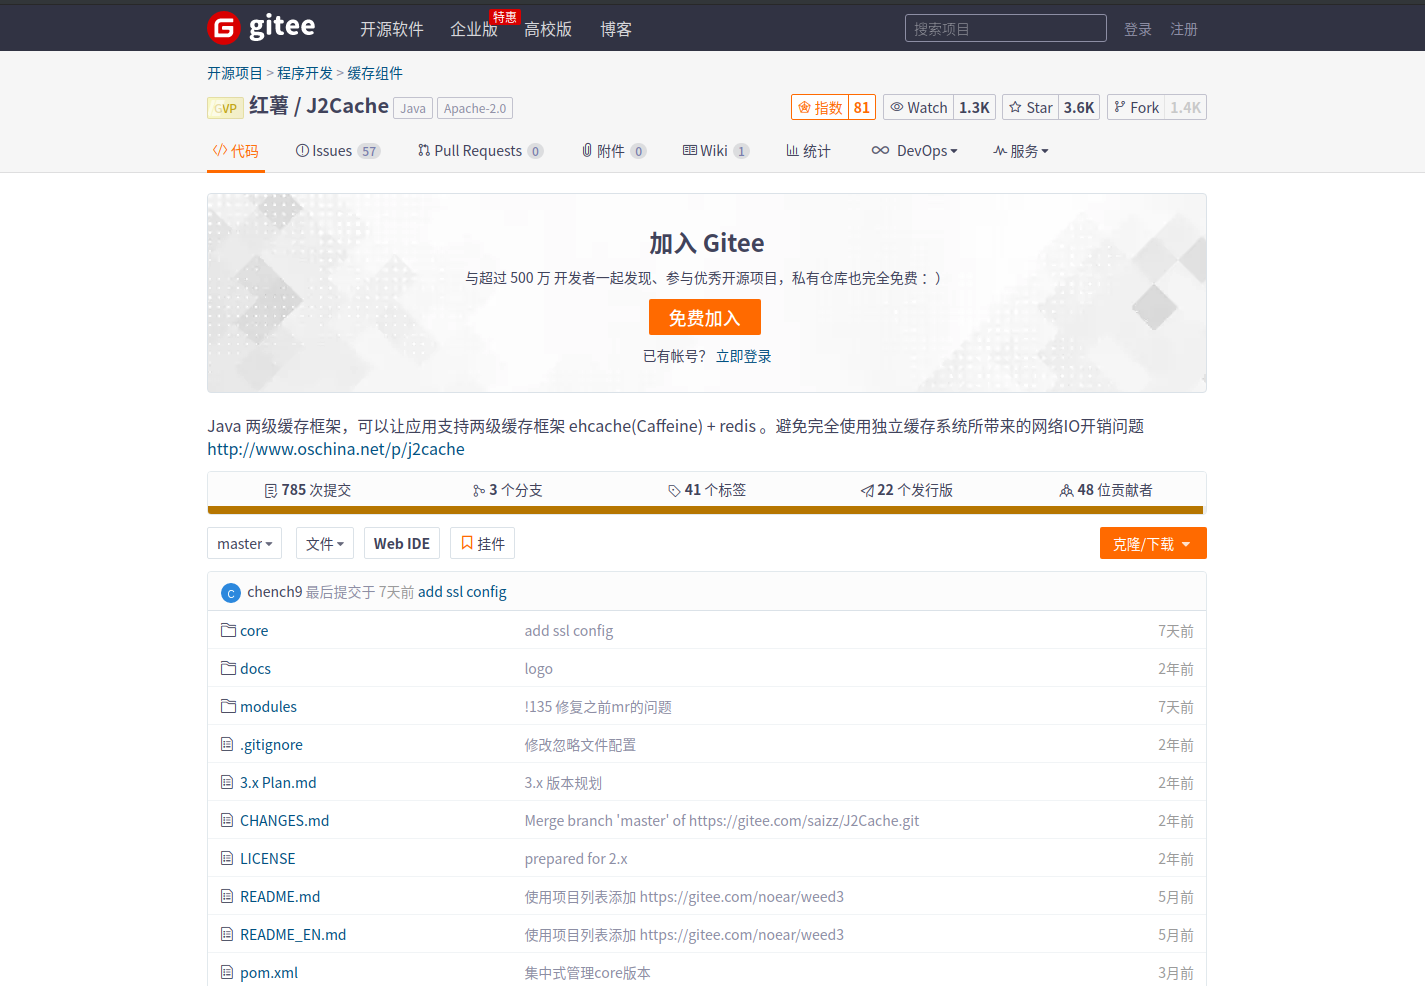 gitee 开源软件 企业版 特惠 高校版 博客 搜索项目 登录 注册
开源项目 > 程序开发 > 缓存组件
GVP 红薯 / J2Cache Java Apache-2.0 指数 81 Watch 1.3K Star 3.6K Fork 1.4K
代码 Issues 57 Pull Requests 0 附件 0 Wiki 1 统计 DevOps 服务
加入 Gitee
与超过 500 万 开发者一起发现、参与优秀开源项目，私有仓库也完全免费：）
免费加入
已有帐号？ 立即登录
Java 两级缓存框架，可以让应用支持两级缓存框架 ehcache(Caffeine) + redis 。避免完全使用独立缓存系统所带来的网络IO开销问题
http://www.oschina.net/p/j2cache
785 次提交 3 个分支 41 个标签 22 个发行版 48 位贡献者
master 文件 Web IDE 挂件 克隆/下载
C chench9 最后提交于 7天前 add ssl config
core add ssl config 7天前
docs logo 2年前
modules !135 修复之前mr的问题 7天前
.gitignore 修改忽略文件配置 2年前
3.x Plan.md 3.x 版本规划 2年前
CHANGES.md Merge branch 'master' of https://gitee.com/saizz/J2Cache.git 2年前
LICENSE prepared for 2.x 2年前
README.md 使用项目列表添加 https://gitee.com/noear/weed3 5月前
README_EN.md 使用项目列表添加 https://gitee.com/noear/weed3 5月前
pom.xml 集中式管理core版本 3月前